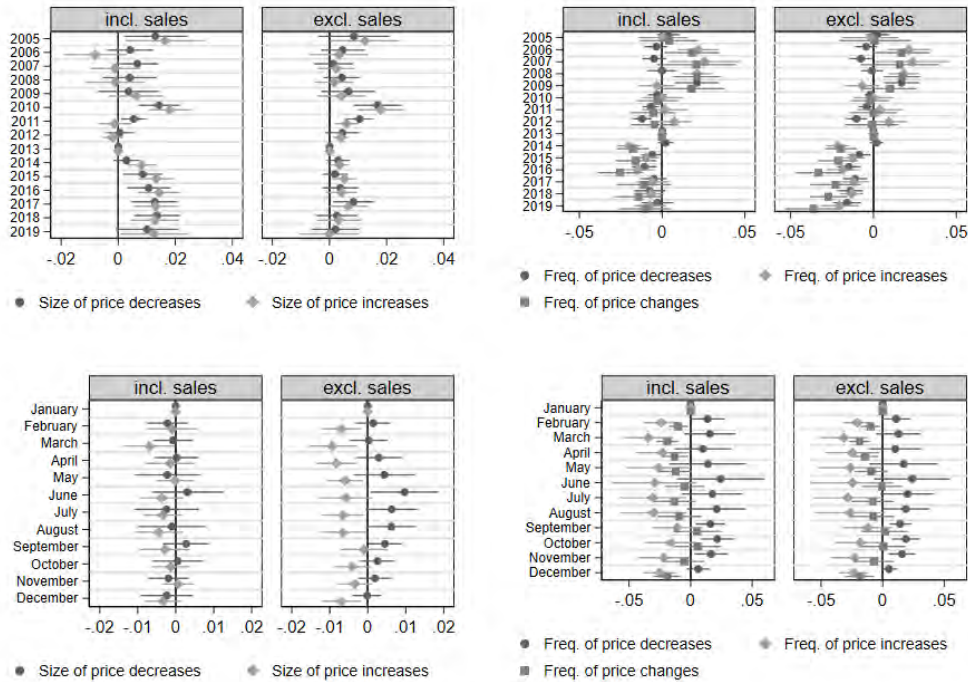 incl. sales
excl. sales
2005
2006
2007
2008
2009
2010
2011
2012
2013
2014
2015
2016
2017
2018
2019
-.02 0 .02 .04
-.02 0 .02 .04
Size of price decreases
Size of price increases
incl. sales
excl. sales
2005
2006
2007
2008
2009
2010
2011
2012
2013
2014
2015
2016
2017
2018
2019
-.05 0 .05
-.05 0 .05
Freq. of price decreases
Freq. of price increases
Freq. of price changes
incl. sales
excl. sales
January
February
March
April
May
June
July
August
September
October
November
December
-.02 -.01 0 .01 .02
-.02 -.01 0 .01 .02
Size of price decreases
Size of price increases
incl. sales
excl. sales
January
February
March
April
May
June
July
August
September
October
November
December
-.05 0 .05
-.05 0 .05
Freq. of price decreases
Freq. of price increases
Freq. of price changes